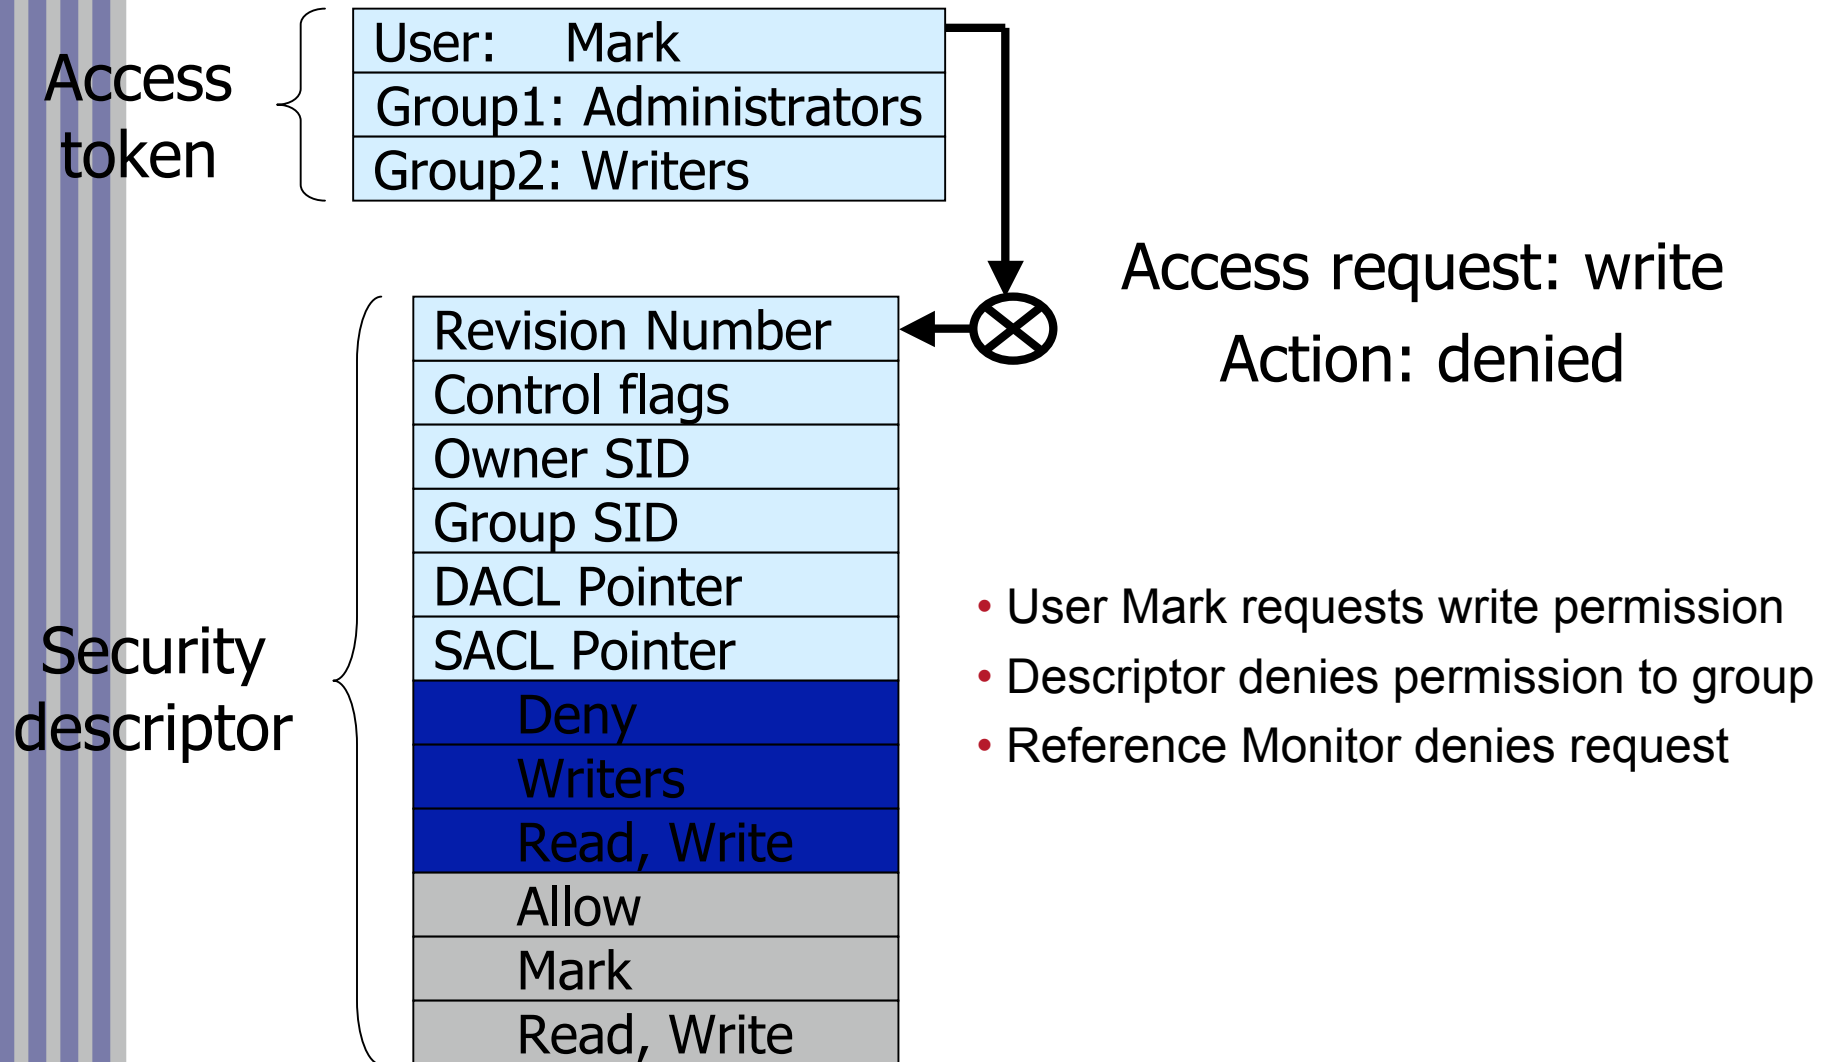 Access
token
User: Mark
Group1: Administrators
Group2: Writers
Access request: write
Action: denied
Security
descriptor
Revision Number
Control flags
Owner SID
Group SID
DACL Pointer
SACL Pointer
Deny
Writers
Read, Write
Allow
Mark
Read, Write
• User Mark requests write permission
• Descriptor denies permission to group
• Reference Monitor denies request